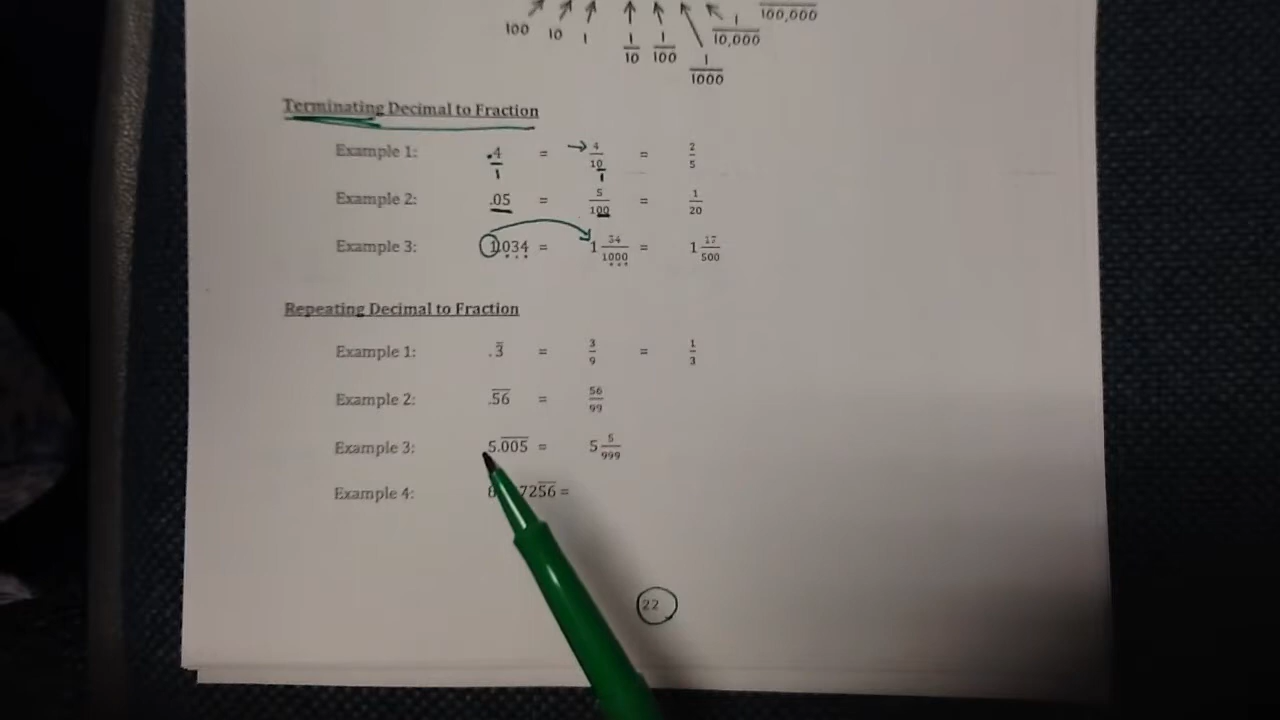 100 10 1 1/10 1/100 1/1000 1/10,000 1/100,000
Terminating Decimal to Fraction
Example 1: .4/1 = 4/10 = 2/5
Example 2: .05 = 5/100 = 1/20
Example 3: 1.034 = 1 34/1000 = 1 17/500
Repeating Decimal to Fraction
Example 1: .3̅ = 3/9 = 1/3
Example 2: .5̅6̅ = 56/99
Example 3: 5.0̅0̅5̅ = 5 5/999
Example 4: 725̅6̅ =
22